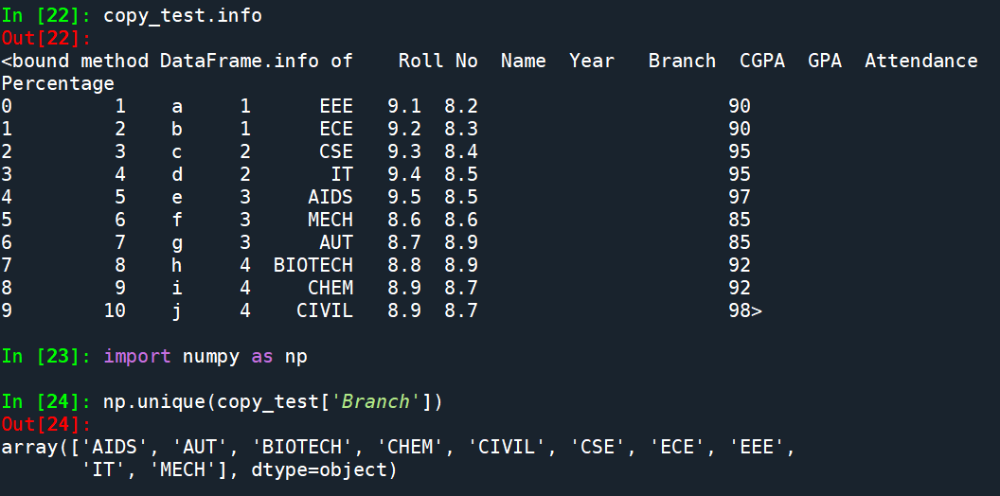 In [22]: copy_test.info
Out[22]:
<bound method DataFrame.info of    Roll No  Name  Year   Branch  CGPA  GPA  Attendance
Percentage
0         1    a     1      EEE   9.1  8.2                      90
1         2    b     1      ECE   9.2  8.3                      90
2         3    c     2      CSE   9.3  8.4                      95
3         4    d     2       IT   9.4  8.5                      95
4         5    e     3     AIDS   9.5  8.5                      97
5         6    f     3     MECH   8.6  8.6                      85
6         7    g     3      AUT   8.7  8.9                      85
7         8    h     4  BIOTECH   8.8  8.9                      92
8         9    i     4     CHEM   8.9  8.7                      92
9        10    j     4    CIVIL   8.9  8.7                      98>
In [23]: import numpy as np
In [24]: np.unique(copy_test['Branch'])
Out[24]:
array(['AIDS', 'AUT', 'BIOTECH', 'CHEM', 'CIVIL', 'CSE', 'ECE', 'EEE',
       'IT', 'MECH'], dtype=object)